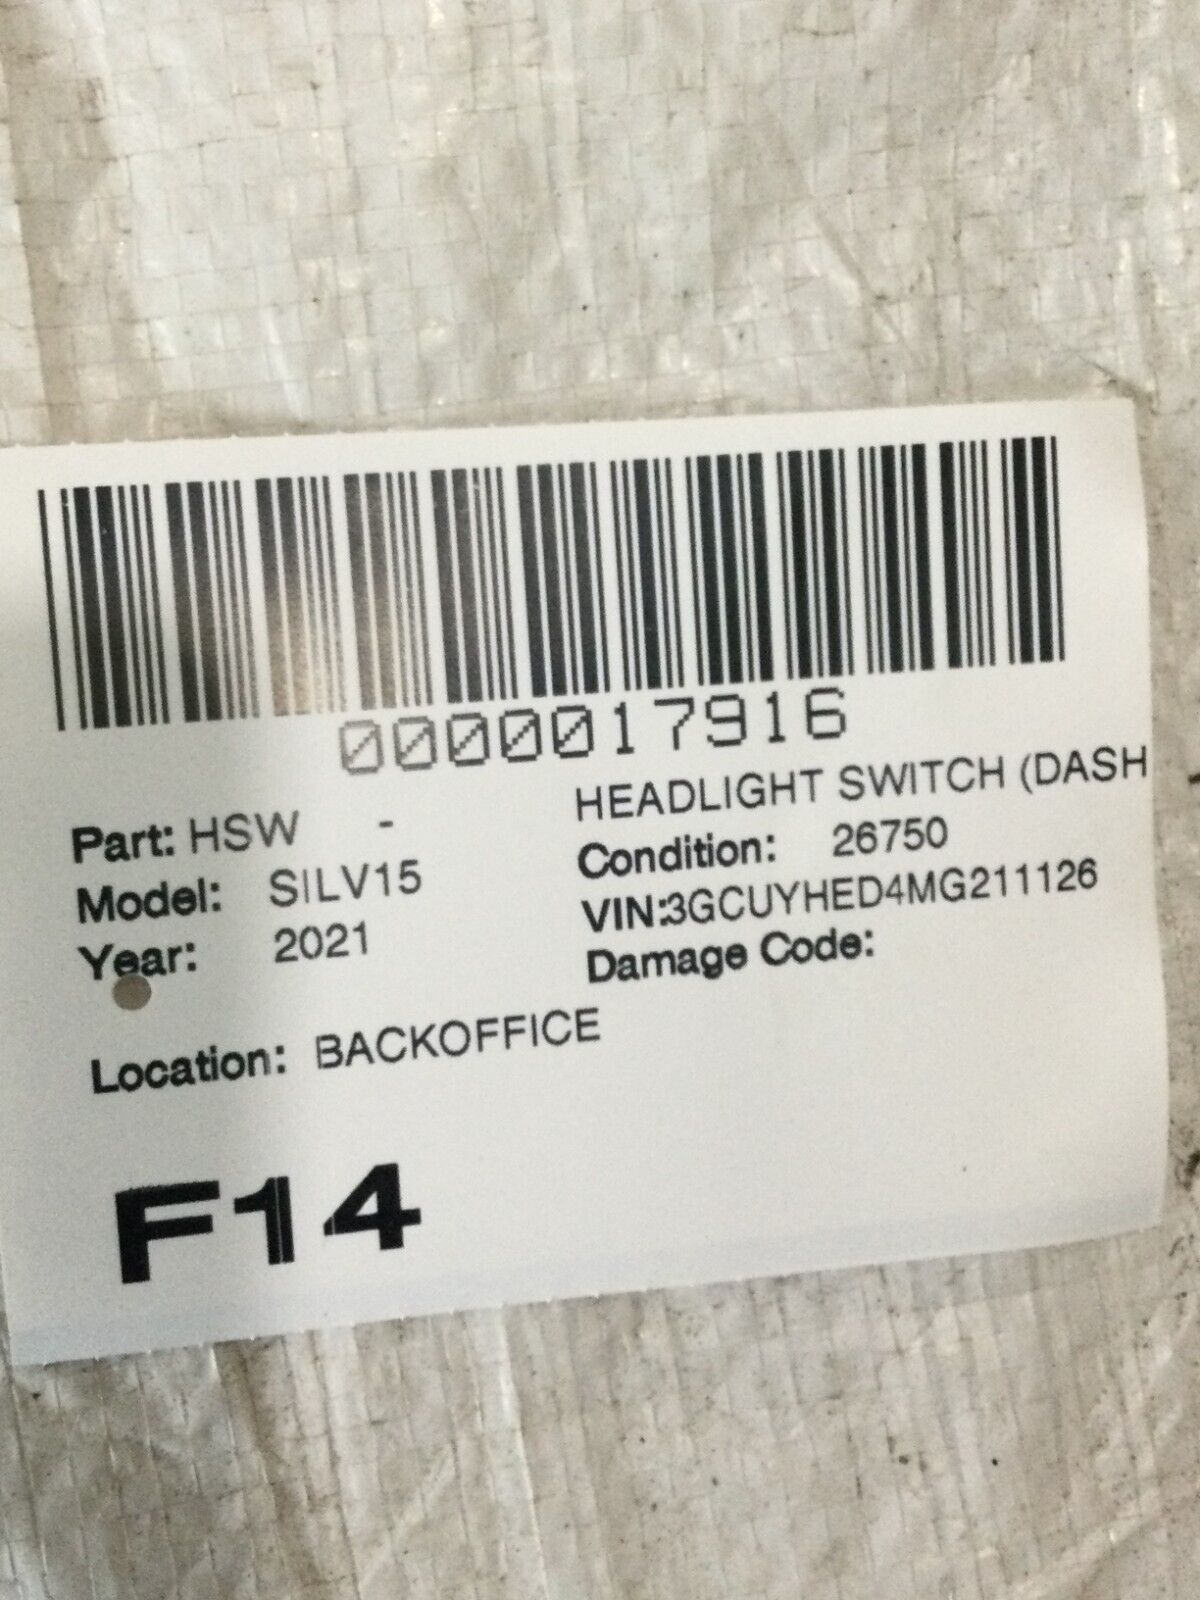 0000017916
HEADLIGHT SWITCH (DASH
Part: HSW -
Condition: 26750
Model: SILV15
VIN:3GCUYHED4MG211126
Year: 2021
Damage Code:
Location: BACKOFFICE
F14